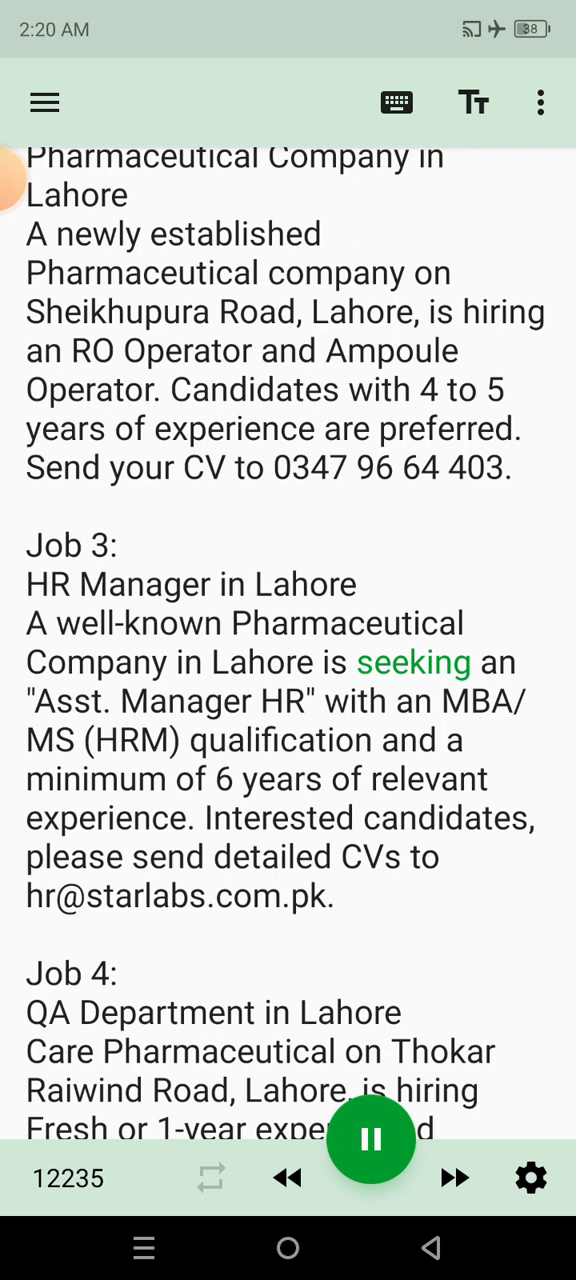 2:20 AM
38
Pharmaceutical Company in
Lahore
A newly established
Pharmaceutical company on
Sheikhupura Road, Lahore, is hiring
an RO Operator and Ampoule
Operator. Candidates with 4 to 5
years of experience are preferred.
Send your CV to 0347 96 64 403.
Job 3:
HR Manager in Lahore
A well-known Pharmaceutical
Company in Lahore is seeking an
"Asst. Manager HR" with an MBA/
MS (HRM) qualification and a
minimum of 6 years of relevant
experience. Interested candidates,
please send detailed CVs to
hr@starlabs.com.pk.
Job 4:
QA Department in Lahore
Care Pharmaceutical on Thokar
Raiwind Road, Lahore, is hiring
Fresh or 1-year
12235